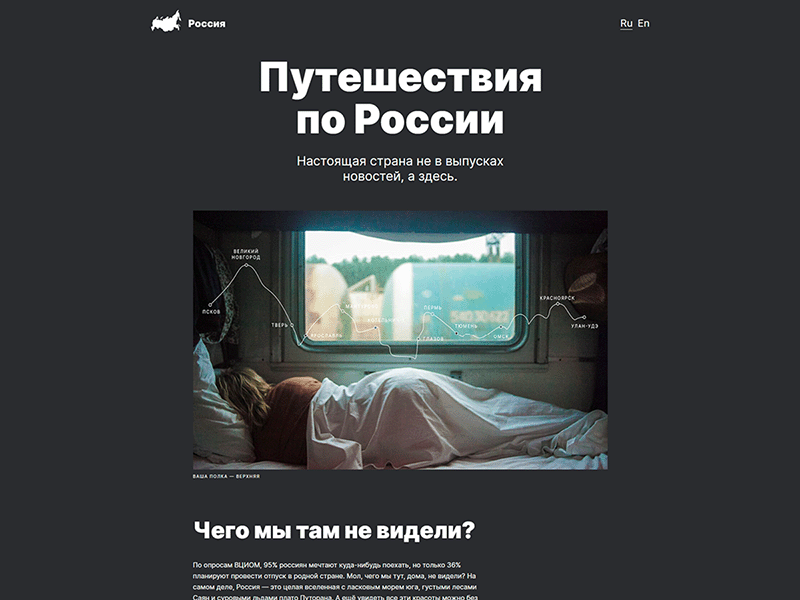 Россия
Ru En
Путешествия
по России
Настоящая страна не в выпусках
новостей, а здесь.
ВЕЛИКИЙ
НОВГОРОД
ПСКОВ
ТВЕРЬ
ЯРОСЛАВЛЬ
ПЕРМЬ
ГЛАЗОВ
ТЮМЕНЬ
ОМСК
КРАСНОЯРСК
УЛАН-УДЭ
ВАША ПОЛКА — ВЕРХНЯЯ
Чего мы там не видели?
По опросам ВЦИОМ, 95% россиян мечтают куда-нибудь поехать, но только 36%
планируют провести отпуск в родной стране. Мол, чего мы тут, дома, не видели? На
самом деле, Россия — это целая вселенная с ласковым морем юга, густыми лесами
Саян и суровыми льдами плато Путорана. А ещё увидеть все эти красоты можно без